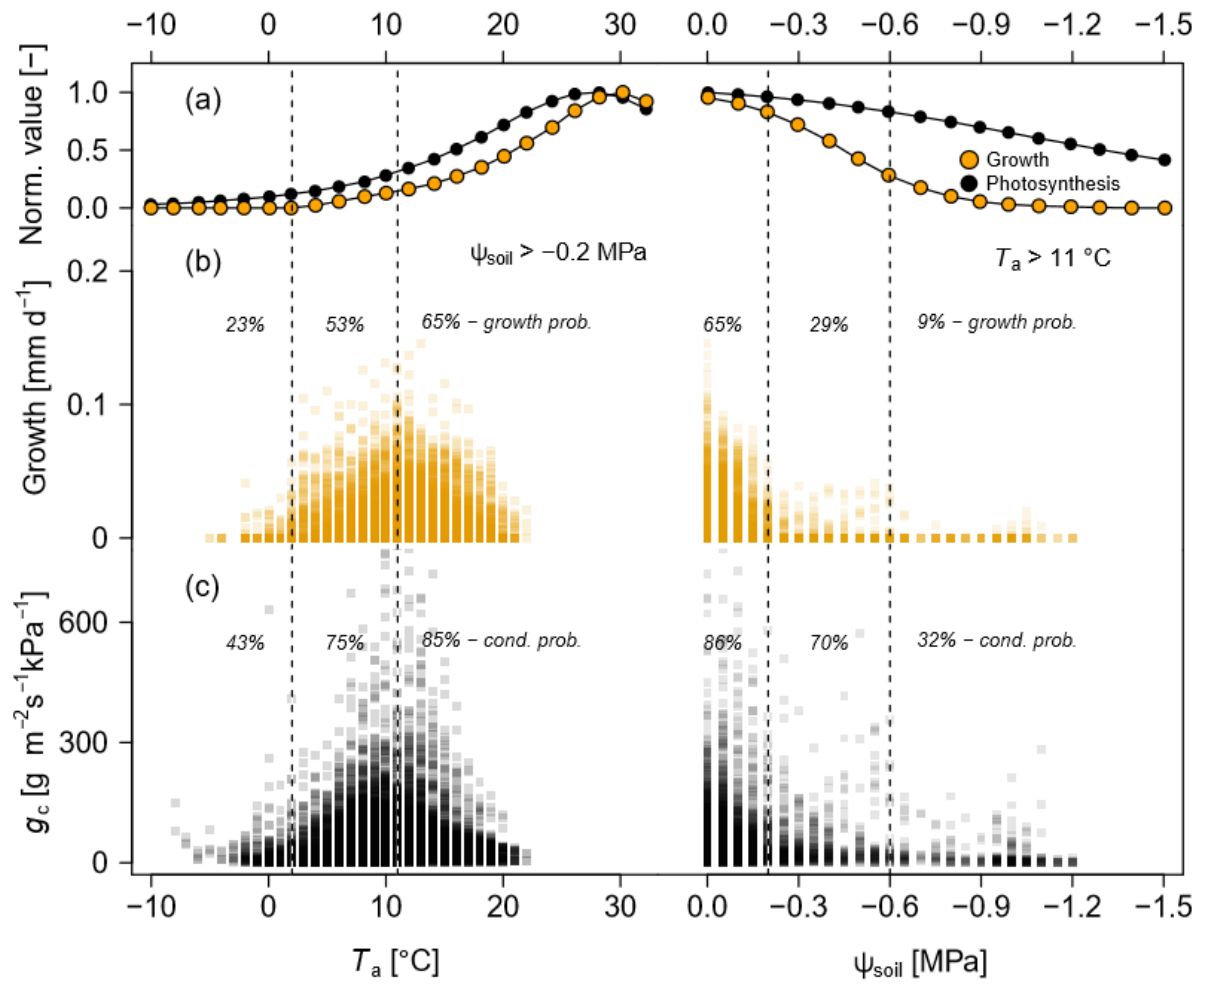 −10 0 10 20 30 0.0 −0.3 −0.6 −0.9 −1.2 −1.5
Norm. value [−]
1.0
0.5
0.0
(a)
Growth
Photosynthesis
Growth [mm d⁻¹]
0.2
0.1
0
(b)
ψsoil > −0.2 MPa
Ta > 11 °C
23% 53% 65% − growth prob. 65% 29% 9% − growth prob.
gc [g m⁻²s⁻¹kPa⁻¹]
600
300
0
(c)
43% 75% 85% − cond. prob. 86% 70% 32% − cond. prob.
−10 0 10 20 30 0.0 −0.3 −0.6 −0.9 −1.2 −1.5
Ta [°C]
ψsoil [MPa]